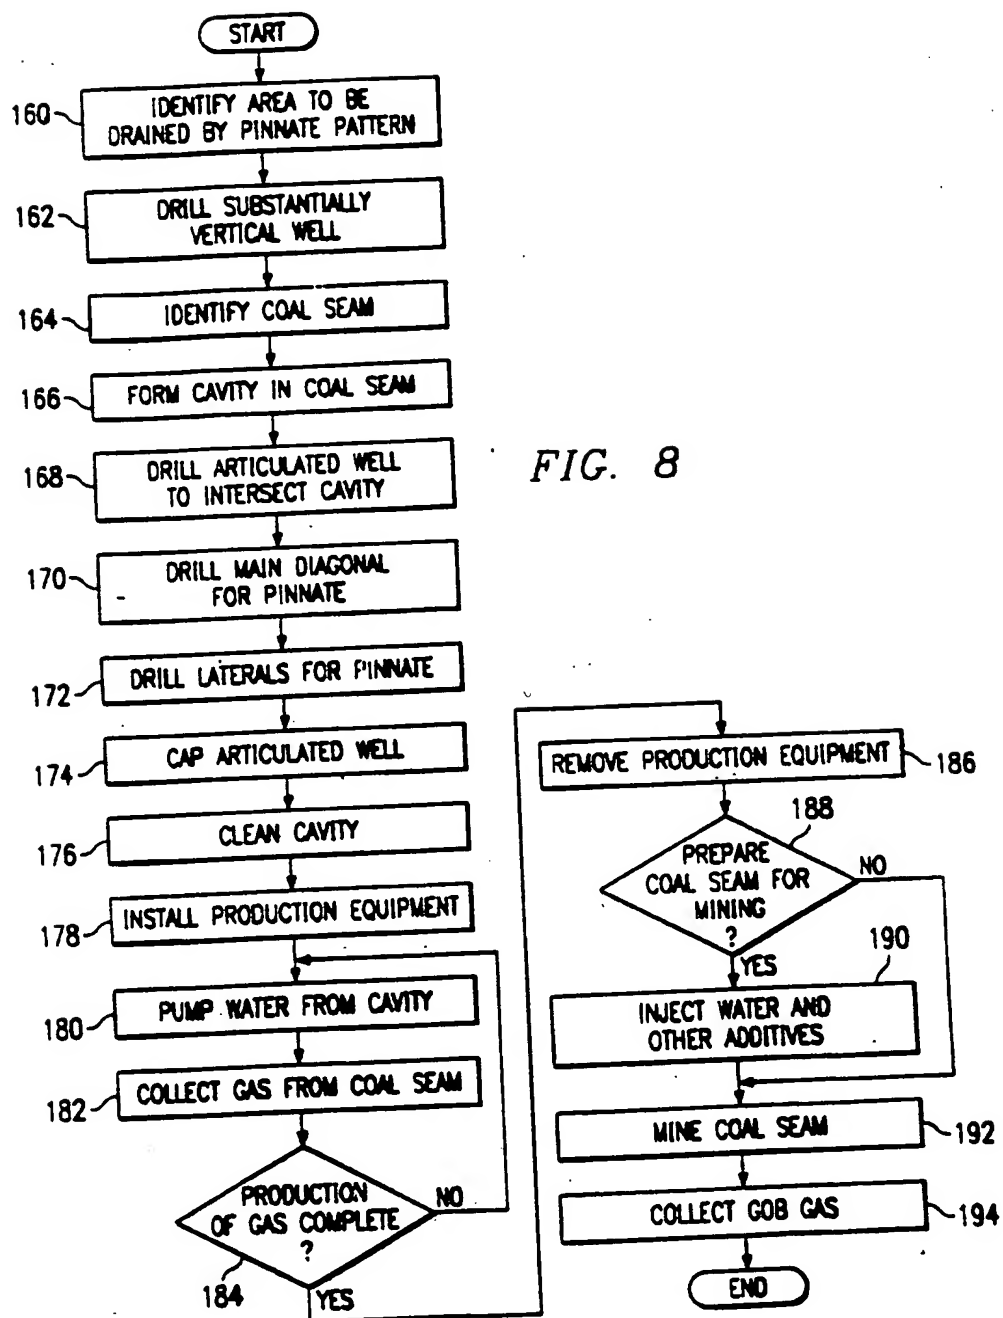 START
160
IDENTIFY AREA TO BE
DRAINED BY PINNATE PATTERN
162
DRILL SUBSTANTIALLY
VERTICAL WELL
164
IDENTIFY COAL SEAM
166
FORM CAVITY IN COAL SEAM
168
DRILL ARTICULATED WELL
TO INTERSECT CAVITY
FIG. 8
170
DRILL MAIN DIAGONAL
FOR PINNATE
172
DRILL LATERALS FOR PINNATE
174
CAP ARTICULATED WELL
176
CLEAN CAVITY
178
INSTALL PRODUCTION EQUIPMENT
180
PUMP WATER FROM CAVITY
182
COLLECT GAS FROM COAL SEAM
PRODUCTION
OF GAS COMPLETE
?
NO
184
YES
REMOVE PRODUCTION EQUIPMENT
186
188
PREPARE
COAL SEAM FOR
MINING
?
NO
YES
190
INJECT WATER AND
OTHER ADDITIVES
MINE COAL SEAM
192
COLLECT GOB GAS
194
END